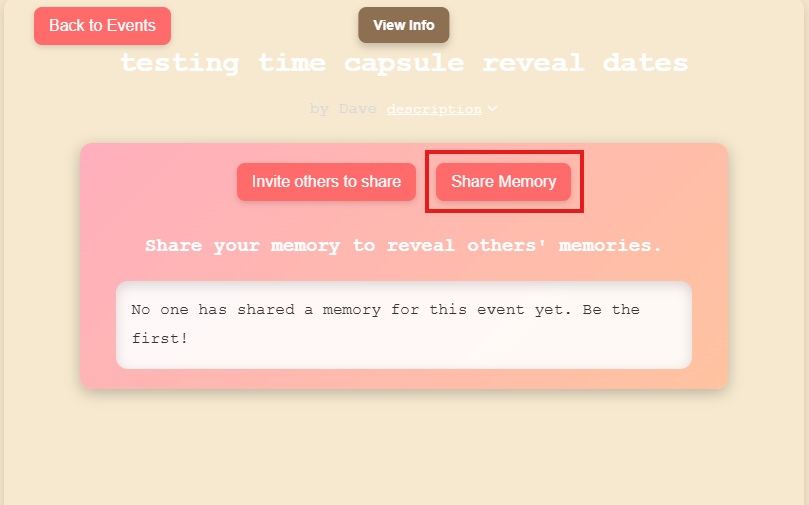 Back to Events
View Info
testing time capsule reveal dates
by Dave description
Invite others to share
Share Memory
Share your memory to reveal others' memories.
No one has shared a memory for this event yet. Be the
first!